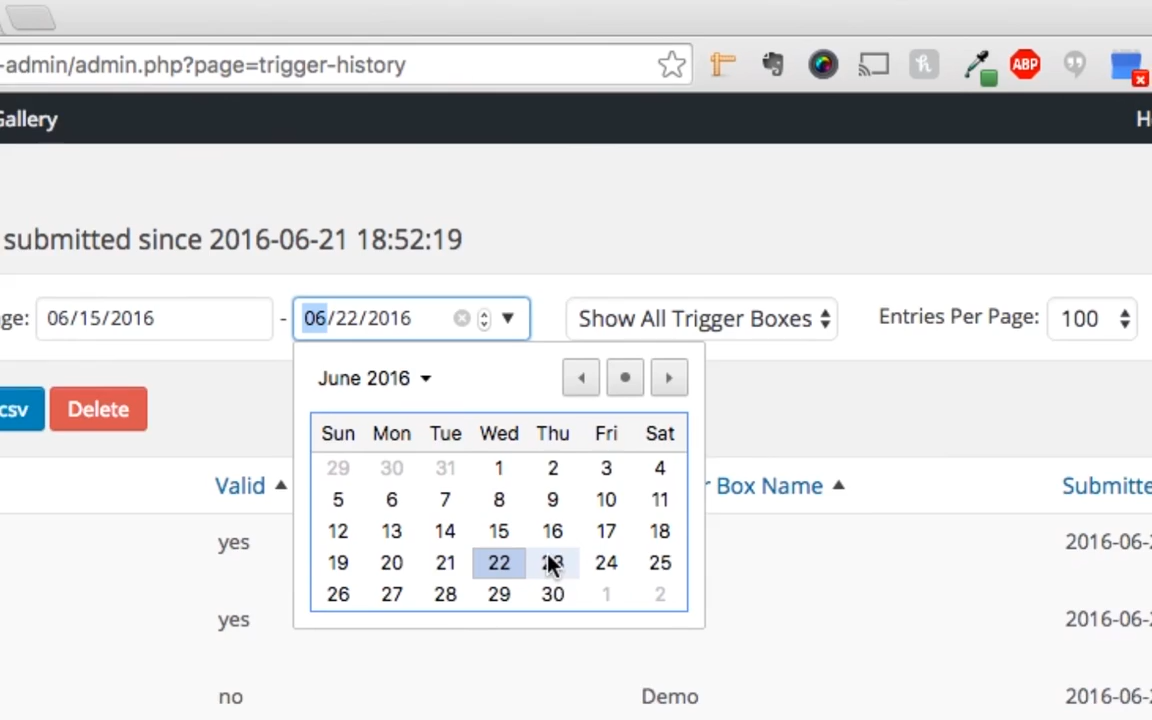 -admin/admin.php?page=trigger-history
ABP
Gallery
submitted since 2016-06-21 18:52:19
06/15/2016 - 06/22/2016 Show All Trigger Boxes Entries Per Page: 100
June 2016
csv Delete
Sun Mon Tue Wed Thu Fri Sat
29 30 31 1 2 3 4
Valid Box Name
5 6 7 8 9 10 11
12 13 14 15 16 17 18
yes 2016-06-
19 20 21 22 23 24 25
26 27 28 29 30 1 2
yes 2016-06-
no Demo 2016-06-